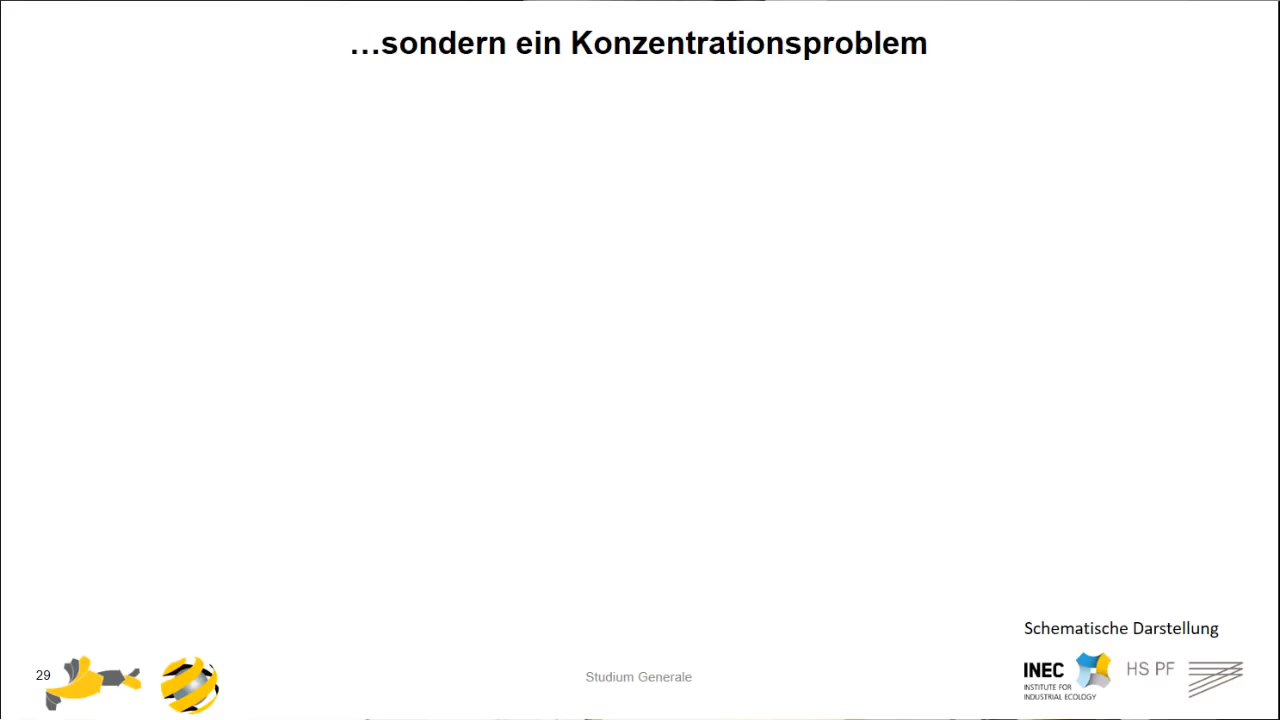 …sondern ein Konzentrationsproblem
Schematische Darstellung
29
Studium Generale
INEC
INSTITUTE FOR
INDUSTRIAL ECOLOGY
HS PF